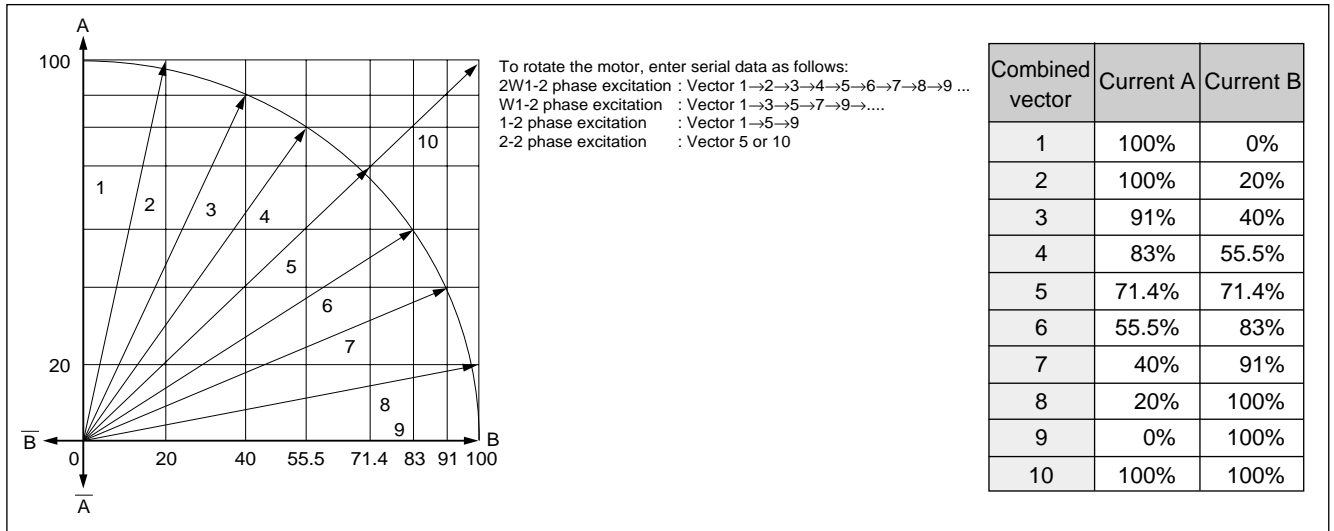 A
100
20
B̅
0
20 40 55.5 71.4 83 91 100
B
A̅
1
2
3
4
5
6
7
8
9
10
To rotate the motor, enter serial data as follows:
2W1-2 phase excitation : Vector 1→2→3→4→5→6→7→8→9 ...
W1-2 phase excitation : Vector 1→3→5→7→9→....
1-2 phase excitation : Vector 1→5→9
2-2 phase excitation : Vector 5 or 10
Combined vector Current A Current B
1 100% 0%
2 100% 20%
3 91% 40%
4 83% 55.5%
5 71.4% 71.4%
6 55.5% 83%
7 40% 91%
8 20% 100%
9 0% 100%
10 100% 100%